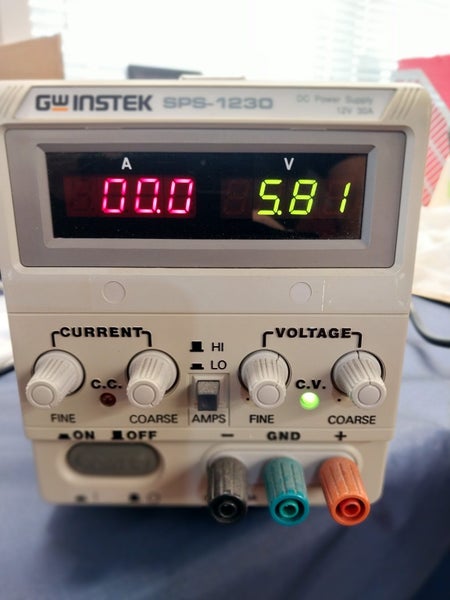 GWINSTEK SPS-1230 DC Power Supply
12V 30A
A V
00.0 5.81
CURRENT VOLTAGE
HI
LO
C.C. C.V.
FINE COARSE AMPS FINE COARSE
ON OFF - GND +